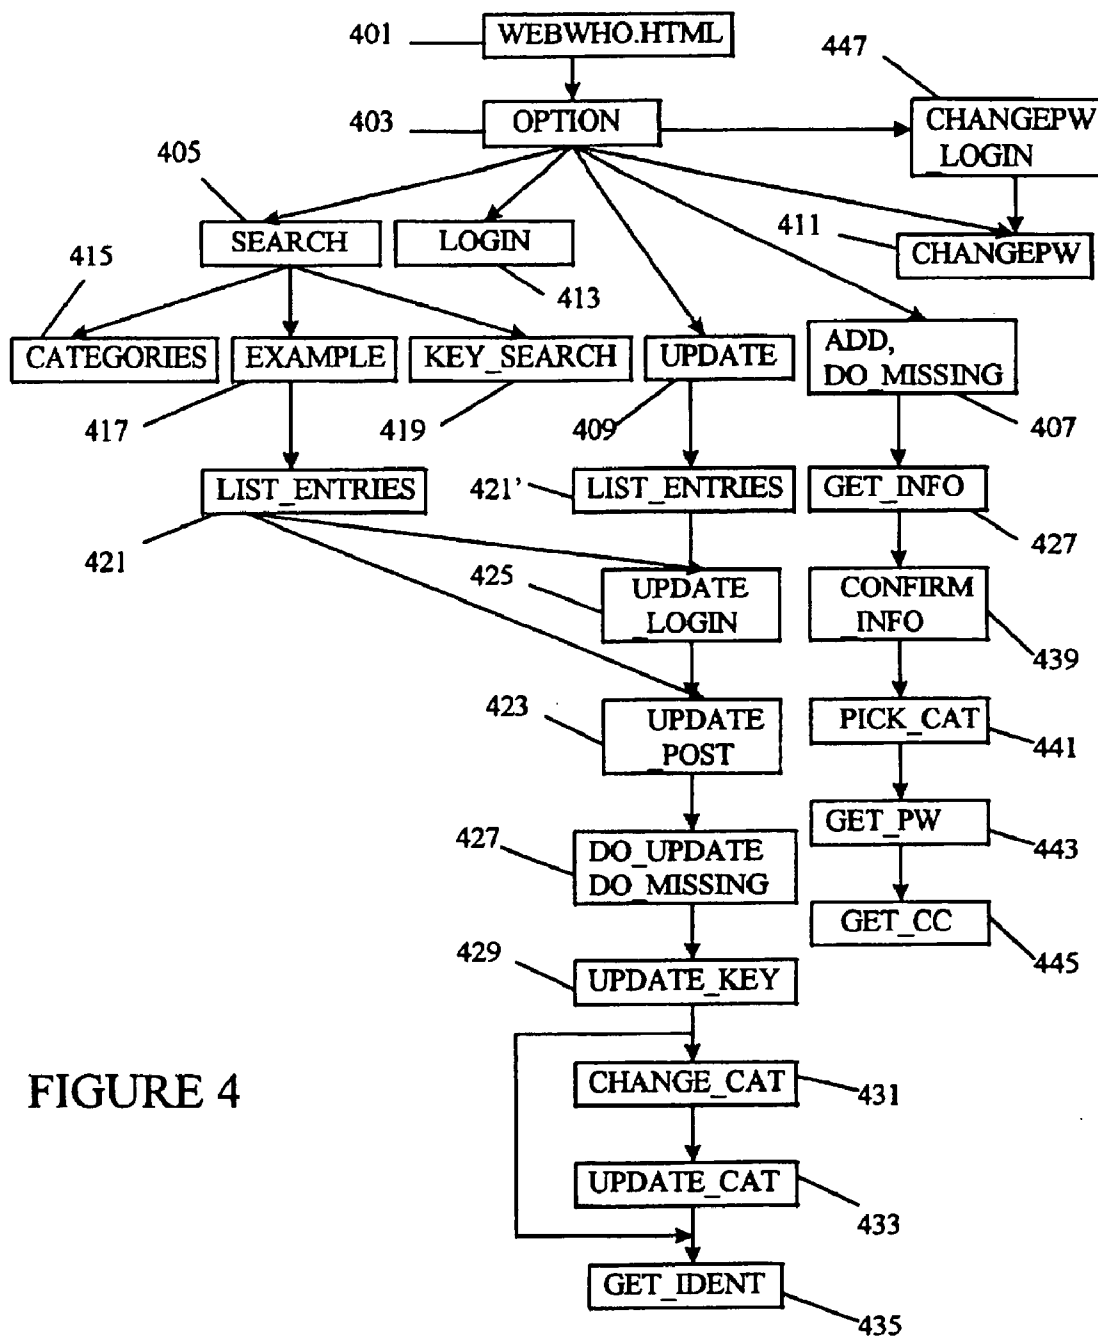 401
WEBWHO.HTML
447
403
OPTION
CHANGEPW
_LOGIN
405
SEARCH
LOGIN
411
CHANGEPW
415
413
CATEGORIES
EXAMPLE
KEY_SEARCH
UPDATE
ADD,
DO_MISSING
417
419
409
407
LIST_ENTRIES
421'
LIST_ENTRIES
GET_INFO
421
427
425
UPDATE
_LOGIN
CONFIRM
_INFO
439
423
UPDATE
_POST
PICK_CAT
441
427
DO_UPDATE
DO_MISSING
GET_PW
443
GET_CC
445
429
UPDATE_KEY
FIGURE 4
CHANGE_CAT
431
UPDATE_CAT
433
GET_IDENT
435